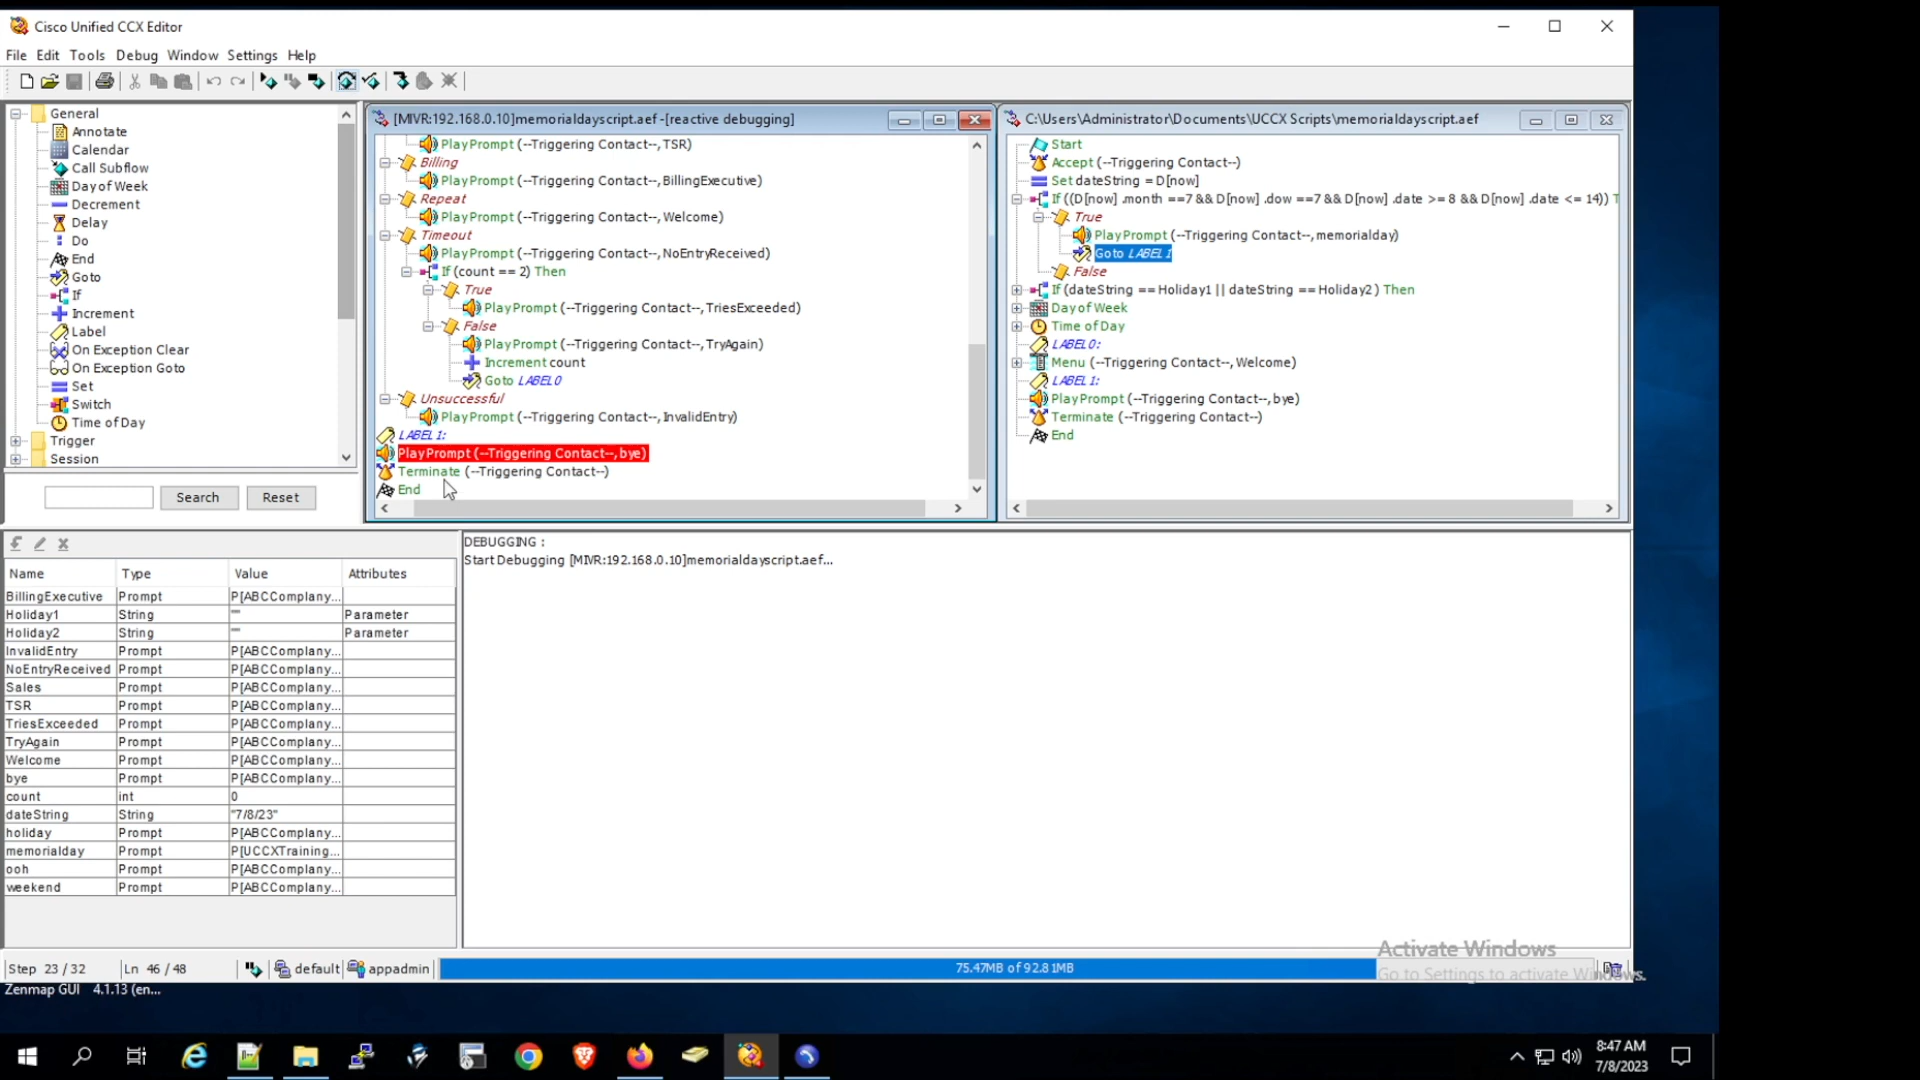 Cisco Unified CCX Editor
File Edit Tools Debug Window Settings Help
General
Annotate
Calendar
Call Subflow
Day of Week
Decrement
Delay
Do
End
Goto
If
Increment
Label
On Exception Clear
On Exception Goto
Set
Switch
Time of Day
Trigger
Session
Search Reset
[MIVR:192.168.0.10]memorialdayscript.aef -[reactive debugging]
PlayPrompt (--Triggering Contact--, TSR)
Billing
PlayPrompt (--Triggering Contact--, BillingExecutive)
Repeat
PlayPrompt (--Triggering Contact--, Welcome)
Timeout
PlayPrompt (--Triggering Contact--, NoEntryReceived)
If (count == 2) Then
True
PlayPrompt (--Triggering Contact--, TriesExceeded)
False
PlayPrompt (--Triggering Contact--, TryAgain)
Increment count
Goto LABEL0
Unsuccessful
PlayPrompt (--Triggering Contact--, InvalidEntry)
LABEL1:
PlayPrompt (--Triggering Contact--, bye)
Terminate (--Triggering Contact--)
End
C:\Users\Administrator\Documents\UCCX Scripts\memorialdayscript.aef
Start
Accept (--Triggering Contact--)
Set dateString = D[now]
If ((D[now] .month ==7 && D[now] .dow ==7 && D[now] .date >= 8 && D[now] .date <= 14)) T
True
PlayPrompt (--Triggering Contact--, memorialday)
Goto LABEL1
False
If (dateString == Holiday1 || dateString == Holiday2 ) Then
Day of Week
Time of Day
LABEL0:
Menu (--Triggering Contact--, Welcome)
LABEL1:
PlayPrompt (--Triggering Contact--, bye)
Terminate (--Triggering Contact--)
End
Name Type Value Attributes
BillingExecutive Prompt P[ABCComplany...
Holiday1 String "" Parameter
Holiday2 String "" Parameter
InvalidEntry Prompt P[ABCComplany...
NoEntryReceived Prompt P[ABCComplany...
Sales Prompt P[ABCComplany...
TSR Prompt P[ABCComplany...
TriesExceeded Prompt P[ABCComplany...
TryAgain Prompt P[ABCComplany...
Welcome Prompt P[ABCComplany...
bye Prompt P[ABCComplany...
count int 0
dateString String "7/8/23"
holiday Prompt P[ABCComplany...
memorialday Prompt P[UCCXTraining...
ooh Prompt P[ABCComplany...
weekend Prompt P[ABCComplany...
DEBUGGING :
Start Debugging [MIVR:192.168.0.10]memorialdayscript.aef...
Activate Windows
Go to Settings to activate Windows.
Step 23 / 32 Ln 46 / 48 default appadmin 75.47MB of 92.81MB
Zenmap GUI 4.1.13 (en...
8:47 AM
7/8/2023